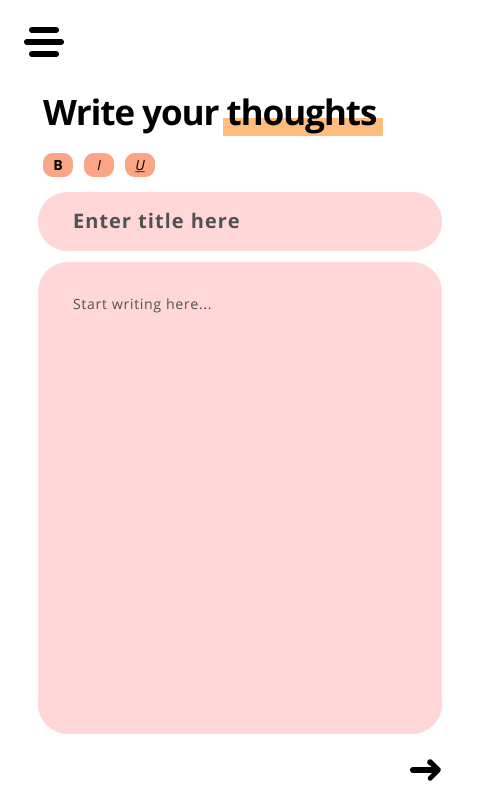 Write your thoughts
B I U
Enter title here
Start writing here...